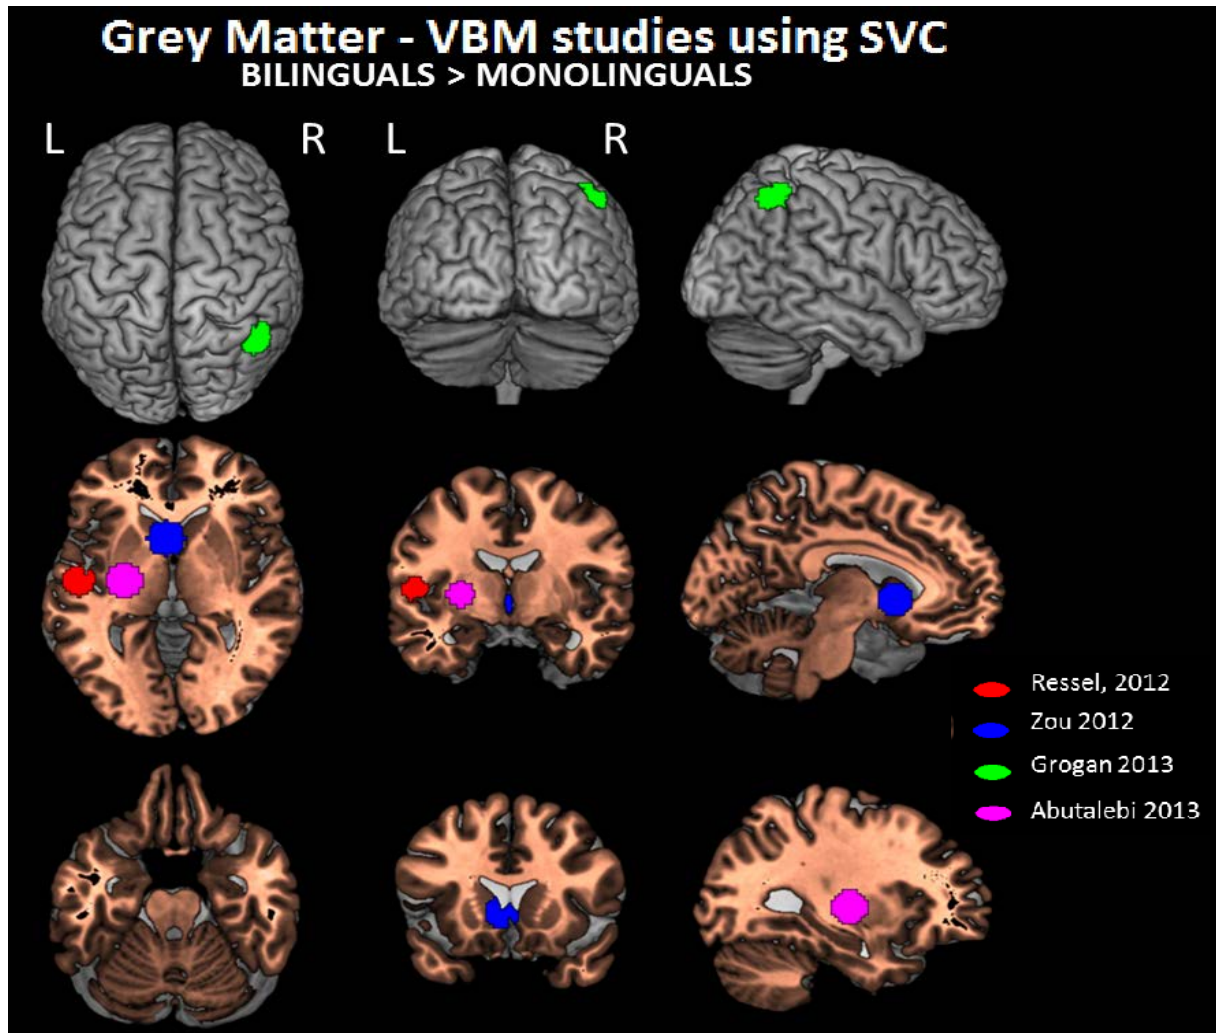 Grey Matter - VBM studies using SVC
BILINGUALS > MONOLINGUALS
L R L R
Ressel, 2012
Zou 2012
Grogan 2013
Abutalebi 2013